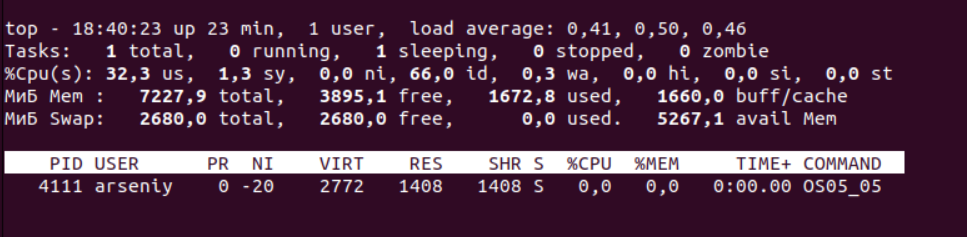 top - 18:40:23 up 23 min,  1 user,  load average: 0,41, 0,50, 0,46
Tasks:   1 total,   0 running,   1 sleeping,   0 stopped,   0 zombie
%Cpu(s): 32,3 us,  1,3 sy,  0,0 ni, 66,0 id,  0,3 wa,  0,0 hi,  0,0 si,  0,0 st
МиБ Mem :   7227,9 total,   3895,1 free,   1672,8 used,   1660,0 buff/cache
МиБ Swap:   2680,0 total,   2680,0 free,      0,0 used.   5267,1 avail Mem
PID USER      PR  NI    VIRT    RES    SHR S  %CPU  %MEM     TIME+ COMMAND
4111 arseniy    0 -20    2772   1408   1408 S   0,0   0,0   0:00.00 OS05_05